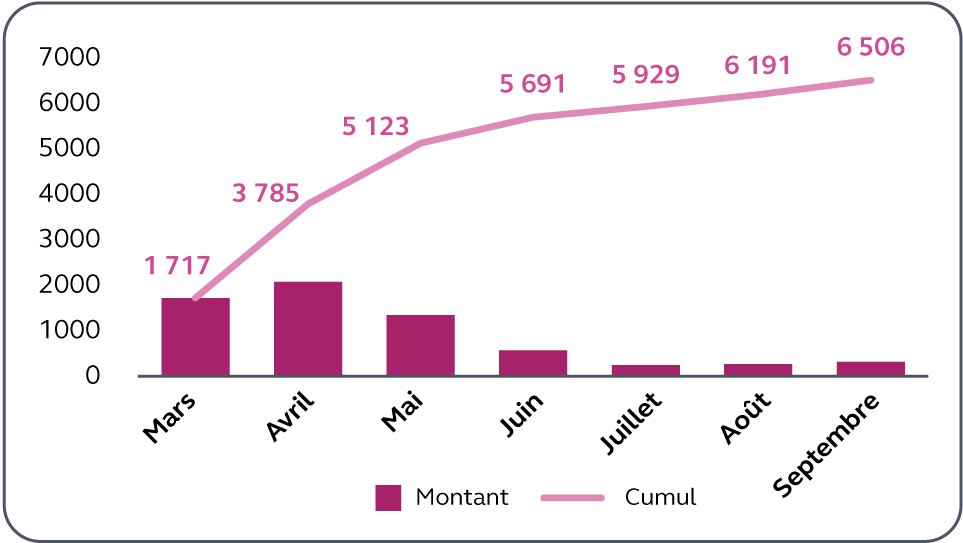 7000
6000
5000
4000
3000
2000
1000
0
1 717
3 785
5 123
5 691
5 929
6 191
6 506
Mars
Avril
Mai
Juin
Juillet
Août
Septembre
Montant
Cumul